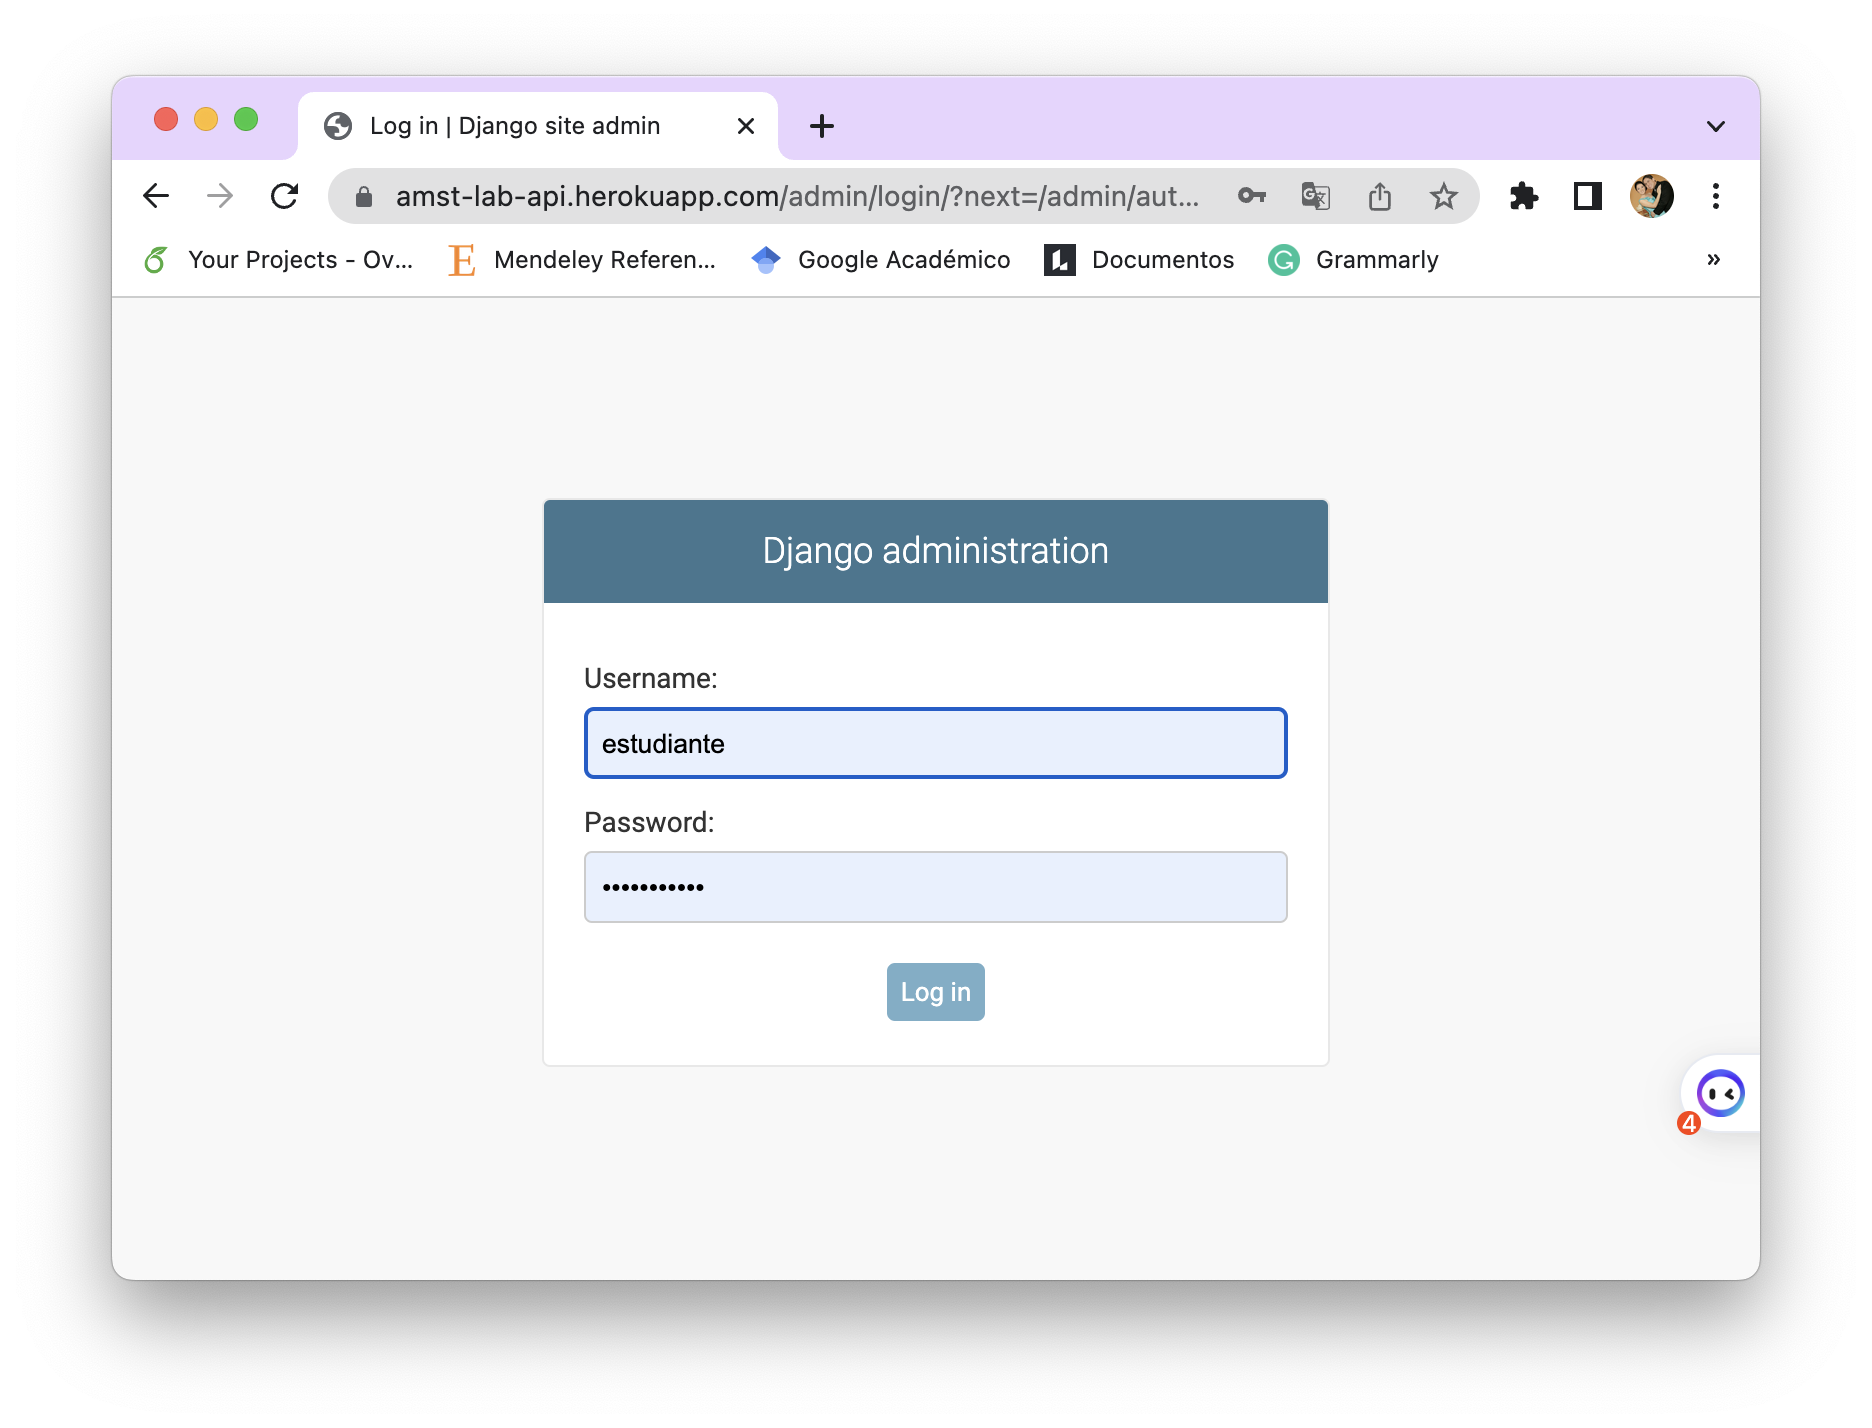 Log in | Django site admin
amst-lab-api.herokuapp.com/admin/login/?next=/admin/aut...
Your Projects - Ov... Mendeley Referen... Google Académico Documentos Grammarly »
Django administration
Username:
estudiante
Password:
•••••••••••
Log in
4